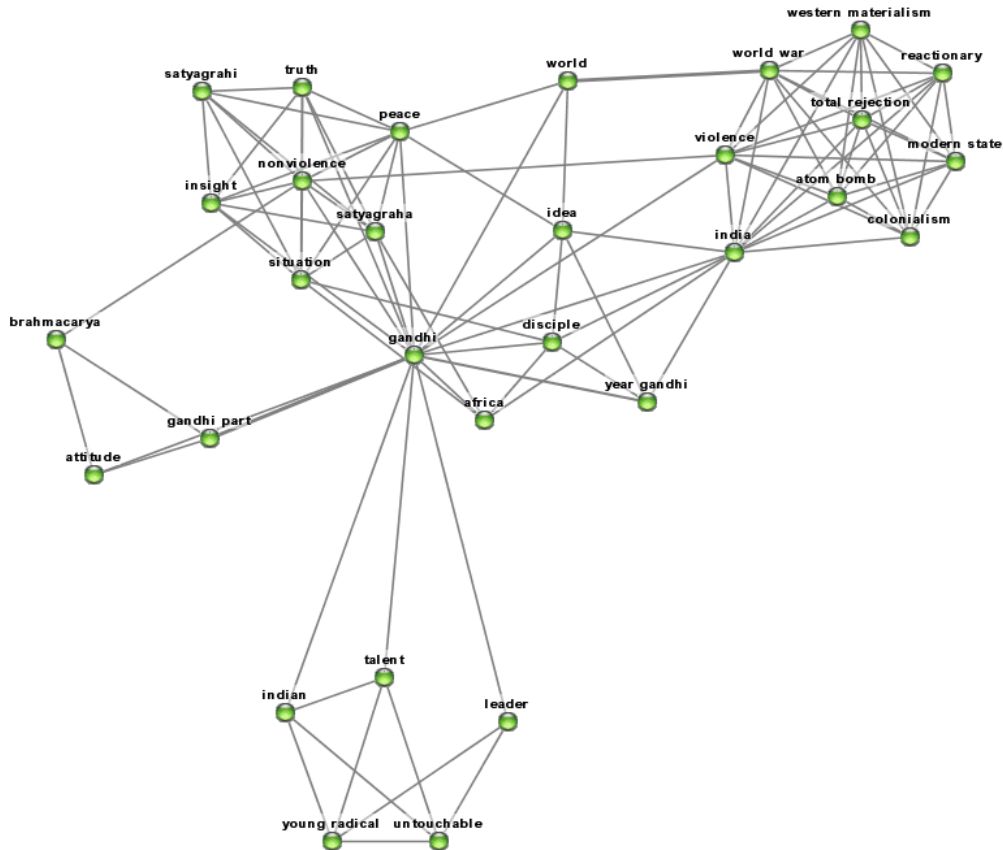 western materialism
world war
reactionary
world
satyagrahi
truth
total rejection
peace
violence
modern state
nonviolence
insight
atom bomb
satyagraha
idea
colonialism
india
situation
brahmacarya
disciple
gandhi
year gandhi
africa
gandhi part
attitude
talent
indian
leader
young radical
untouchable